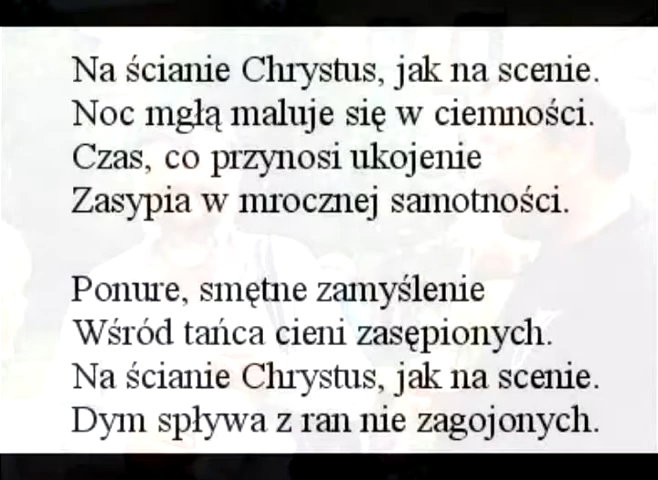 Na ścianie Chrystus, jak na scenie.
Noc mgłą maluje się w ciemności.
Czas, co przynosi ukojenie
Zasypia w mrocznej samotności.
Ponure, smętne zamyślenie
Wśród tańca cieni zasępionych.
Na ścianie Chrystus, jak na scenie.
Dym spływa z ran nie zagojonych.